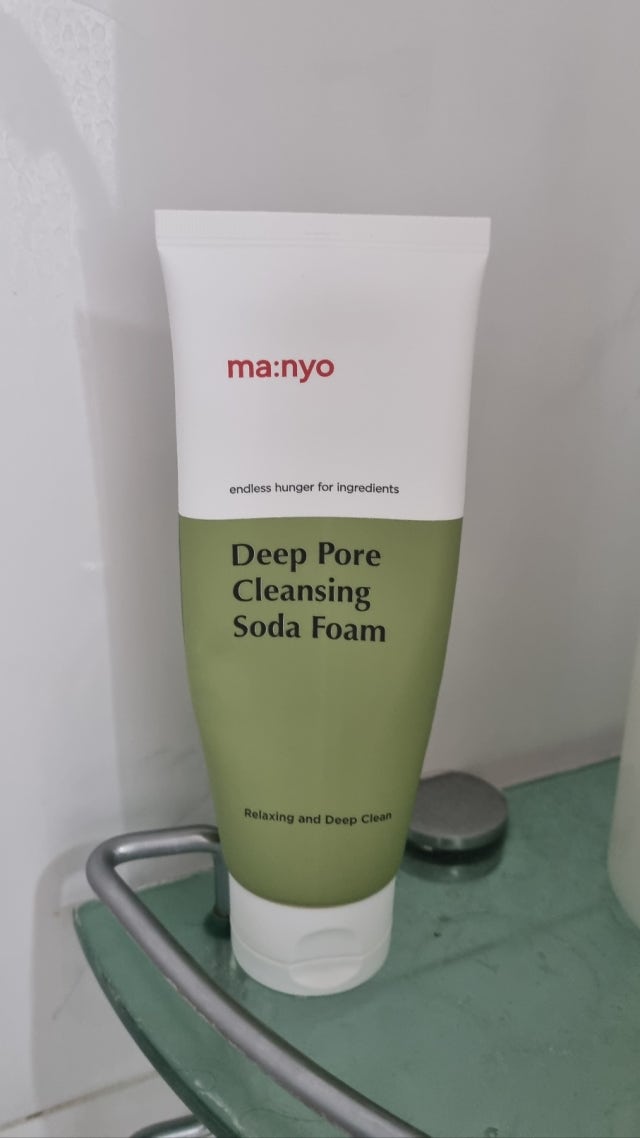 ma:nyo
endless hunger for ingredients
Deep Pore
Cleansing
Soda Foam
Relaxing and Deep Clean